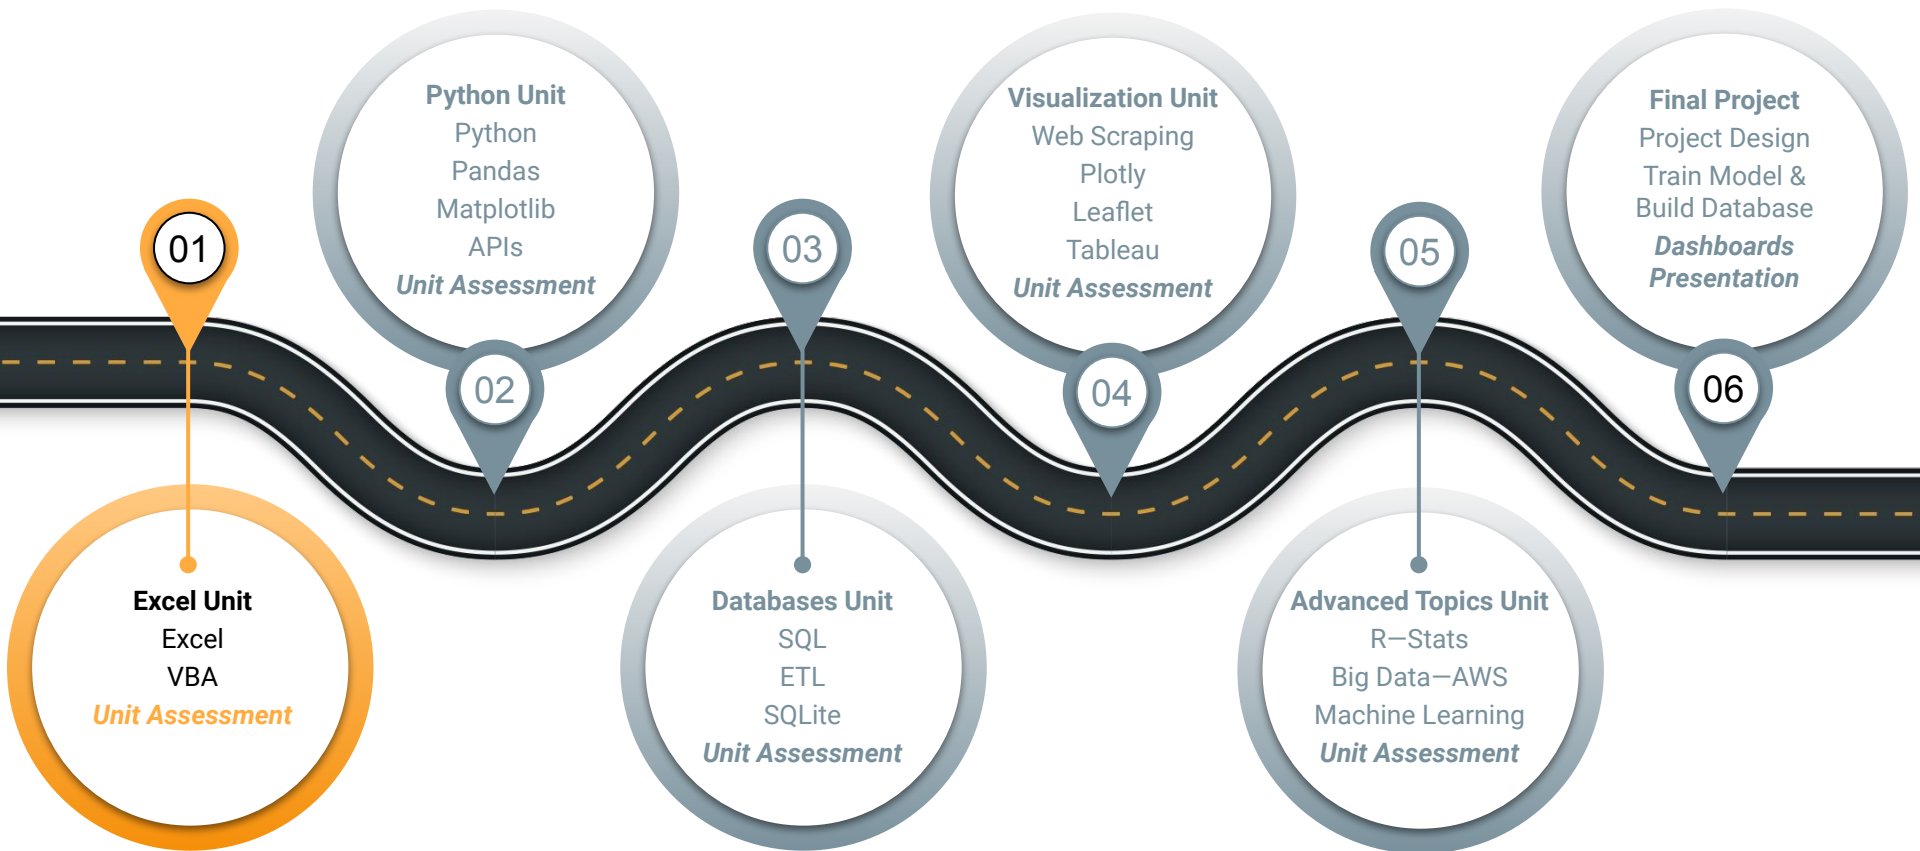 01
Excel Unit
Excel
VBA
Unit Assessment
02
Python Unit
Python
Pandas
Matplotlib
APIs
Unit Assessment
03
Databases Unit
SQL
ETL
SQLite
Unit Assessment
04
Visualization Unit
Web Scraping
Plotly
Leaflet
Tableau
Unit Assessment
05
Advanced Topics Unit
R—Stats
Big Data—AWS
Machine Learning
Unit Assessment
06
Final Project
Project Design
Train Model &
Build Database
Dashboards
Presentation